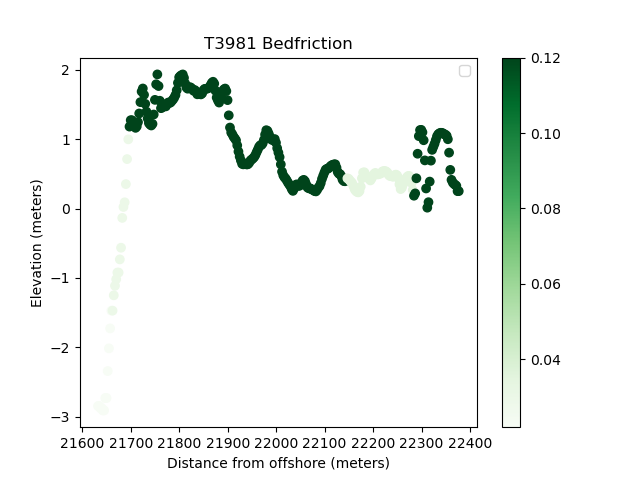 T3981 Bedfriction
2
1
0
−1
−2
−3
Elevation (meters)
21600 21700 21800 21900 22000 22100 22200 22300 22400
Distance from offshore (meters)
0.12
0.10
0.08
0.06
0.04